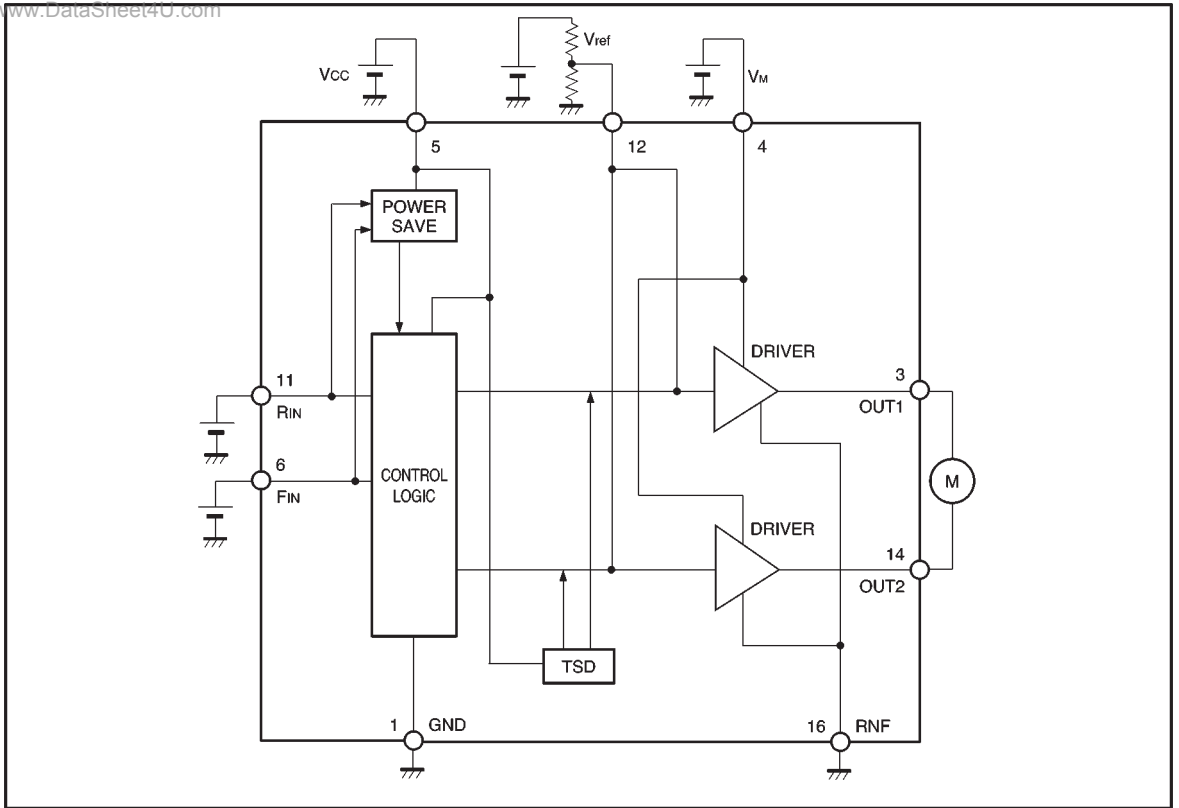 www.DataSheet4U.com
Vref
VCC
VM
5
12
4
POWER
SAVE
DRIVER
11
RIN
3
OUT1
6
FIN
CONTROL
LOGIC
M
DRIVER
14
OUT2
TSD
1 GND
16 RNF